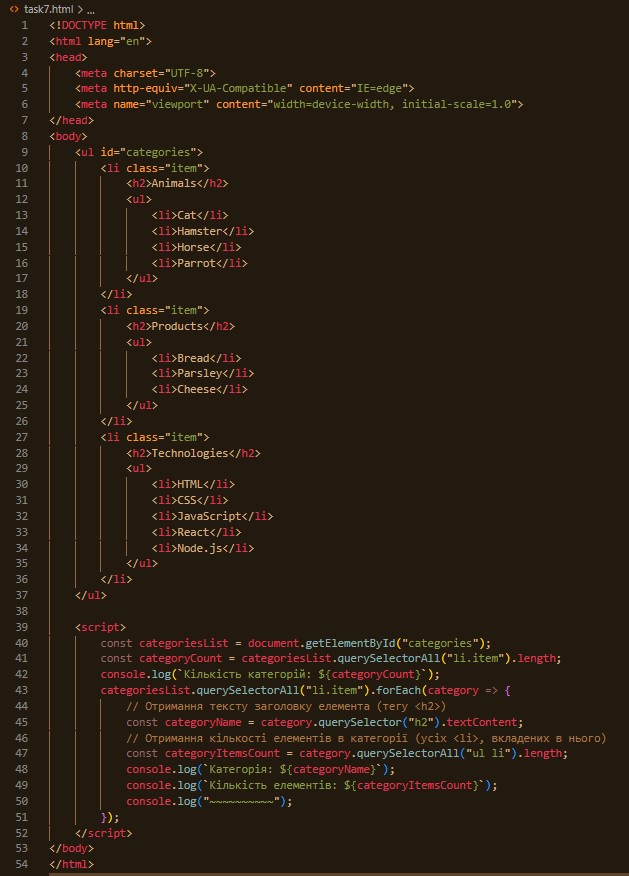 task7.html > ...
1 <!DOCTYPE html>
2 <html lang="en">
3 <head>
4     <meta charset="UTF-8">
5     <meta http-equiv="X-UA-Compatible" content="IE=edge">
6     <meta name="viewport" content="width=device-width, initial-scale=1.0">
7 </head>
8 <body>
9     <ul id="categories">
10         <li class="item">
11             <h2>Animals</h2>
12             <ul>
13                 <li>Cat</li>
14                 <li>Hamster</li>
15                 <li>Horse</li>
16                 <li>Parrot</li>
17             </ul>
18         </li>
19         <li class="item">
20             <h2>Products</h2>
21             <ul>
22                 <li>Bread</li>
23                 <li>Parsley</li>
24                 <li>Cheese</li>
25             </ul>
26         </li>
27         <li class="item">
28             <h2>Technologies</h2>
29             <ul>
30                 <li>HTML</li>
31                 <li>CSS</li>
32                 <li>JavaScript</li>
33                 <li>React</li>
34                 <li>Node.js</li>
35             </ul>
36         </li>
37     </ul>
38
39     <script>
40         const categoriesList = document.getElementById("categories");
41         const categoryCount = categoriesList.querySelectorAll("li.item").length;
42         console.log(`Кількість категорій: ${categoryCount}`);
43         categoriesList.querySelectorAll("li.item").forEach(category => {
44             // Отримання тексту заголовку елемента (тегу <h2>)
45             const categoryName = category.querySelector("h2").textContent;
46             // Отримання кількості елементів в категорії (усіх <li>, вкладених в нього)
47             const categoryItemsCount = category.querySelectorAll("ul li").length;
48             console.log(`Категорія: ${categoryName}`);
49             console.log(`Кількість елементів: ${categoryItemsCount}`);
50             console.log("~~~~~~~~~~");
51         });
52     </script>
53 </body>
54 </html>